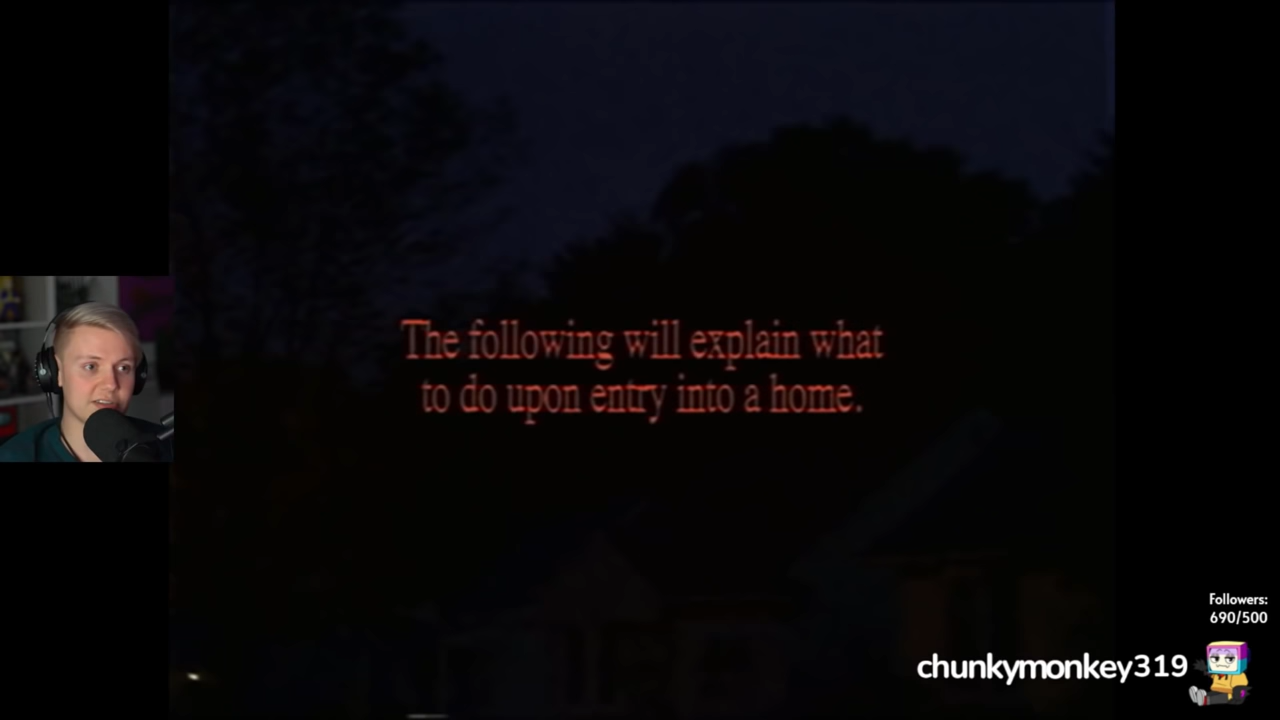 The following will explain what
to do upon entry into a home.
Followers:
690/500
chunkymonkey319